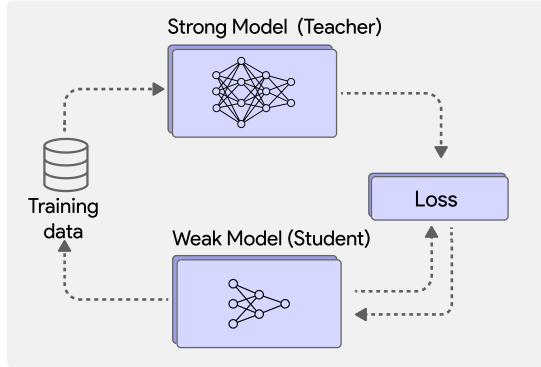 Strong Model (Teacher)
Training
data
Loss
Weak Model (Student)